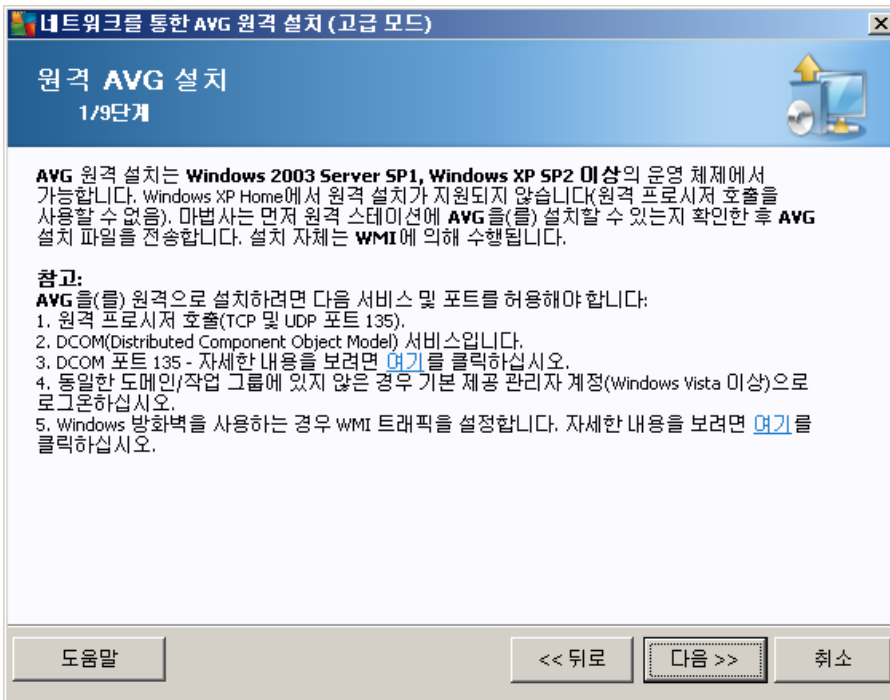 네트워크를 통한 AVG 원격 설치 (고급 모드)
원격 AVG 설치
1/9단계
AVG 원격 설치는 Windows 2003 Server SP1, Windows XP SP2 이상의 운영 체제에서
가능합니다. Windows XP Home에서 원격 설치가 지원되지 않습니다(원격 프로시저 호출을
사용할 수 없음). 마법사는 먼저 원격 스테이션에 AVG을(를) 설치할 수 있는지 확인한 후 AVG
설치 파일을 전송합니다. 설치 자체는 WMI에 의해 수행됩니다.
참고:
AVG을(를) 원격으로 설치하려면 다음 서비스 및 포트를 허용해야 합니다:
1. 원격 프로시저 호출(TCP 및 UDP 포트 135).
2. DCOM(Distributed Component Object Model) 서비스입니다.
3. DCOM 포트 135 - 자세한 내용을 보려면 여기를 클릭하십시오.
4. 동일한 도메인/작업 그룹에 있지 않은 경우 기본 제공 관리자 계정(Windows Vista 이상)으로
로그온하십시오.
5. Windows 방화벽을 사용하는 경우 WMI 트래픽을 설정합니다. 자세한 내용을 보려면 여기를
클릭하십시오.
도움말
<< 뒤로
다음 >>
취소